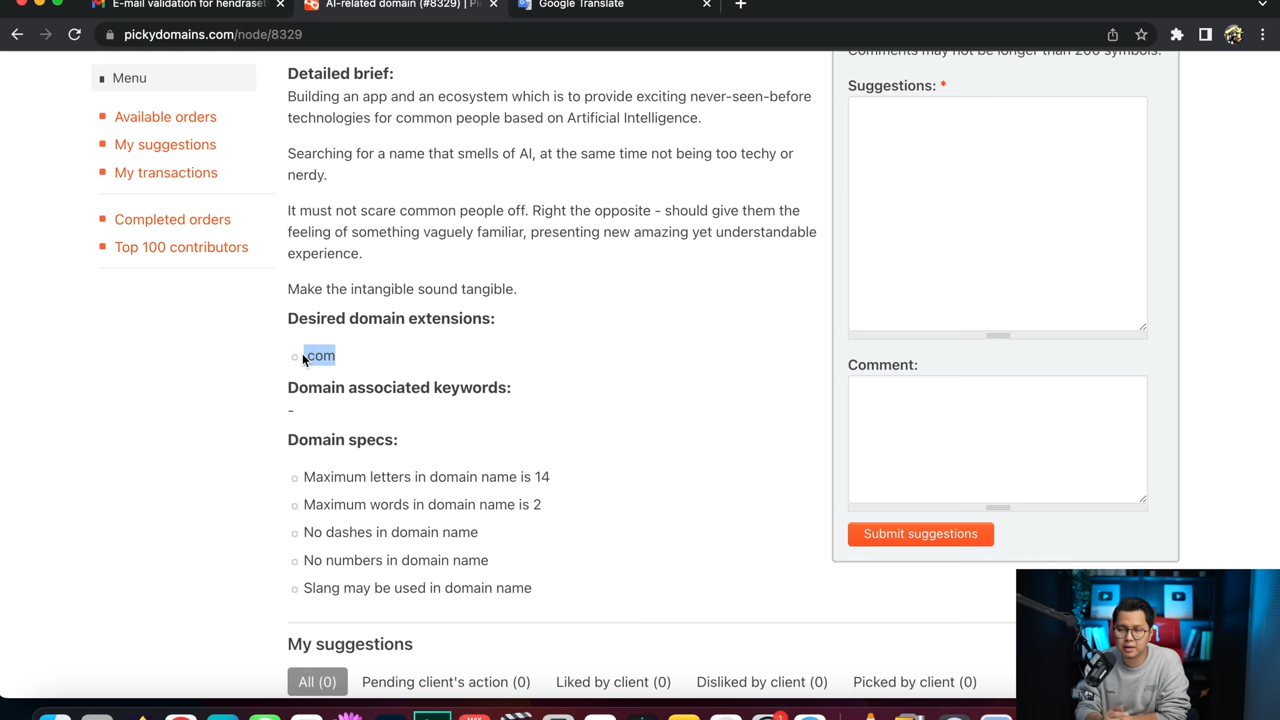 E-mail validation for hendraset
AI-related domain (#8329) | Pic
Google Translate
pickydomains.com/node/8329
Menu
Available orders
My suggestions
My transactions
Completed orders
Top 100 contributors
Detailed brief:
Building an app and an ecosystem which is to provide exciting never-seen-before
technologies for common people based on Artificial Intelligence.
Searching for a name that smells of AI, at the same time not being too techy or
nerdy.
It must not scare common people off. Right the opposite - should give them the
feeling of something vaguely familiar, presenting new amazing yet understandable
experience.
Make the intangible sound tangible.
Desired domain extensions:
.com
Domain associated keywords:
-
Domain specs:
Maximum letters in domain name is 14
Maximum words in domain name is 2
No dashes in domain name
No numbers in domain name
Slang may be used in domain name
My suggestions
All (0)
Pending client's action (0)
Liked by client (0)
Disliked by client (0)
Picked by client (0)
Comments may not be longer than 200 symbols.
Suggestions: *
Comment:
Submit suggestions